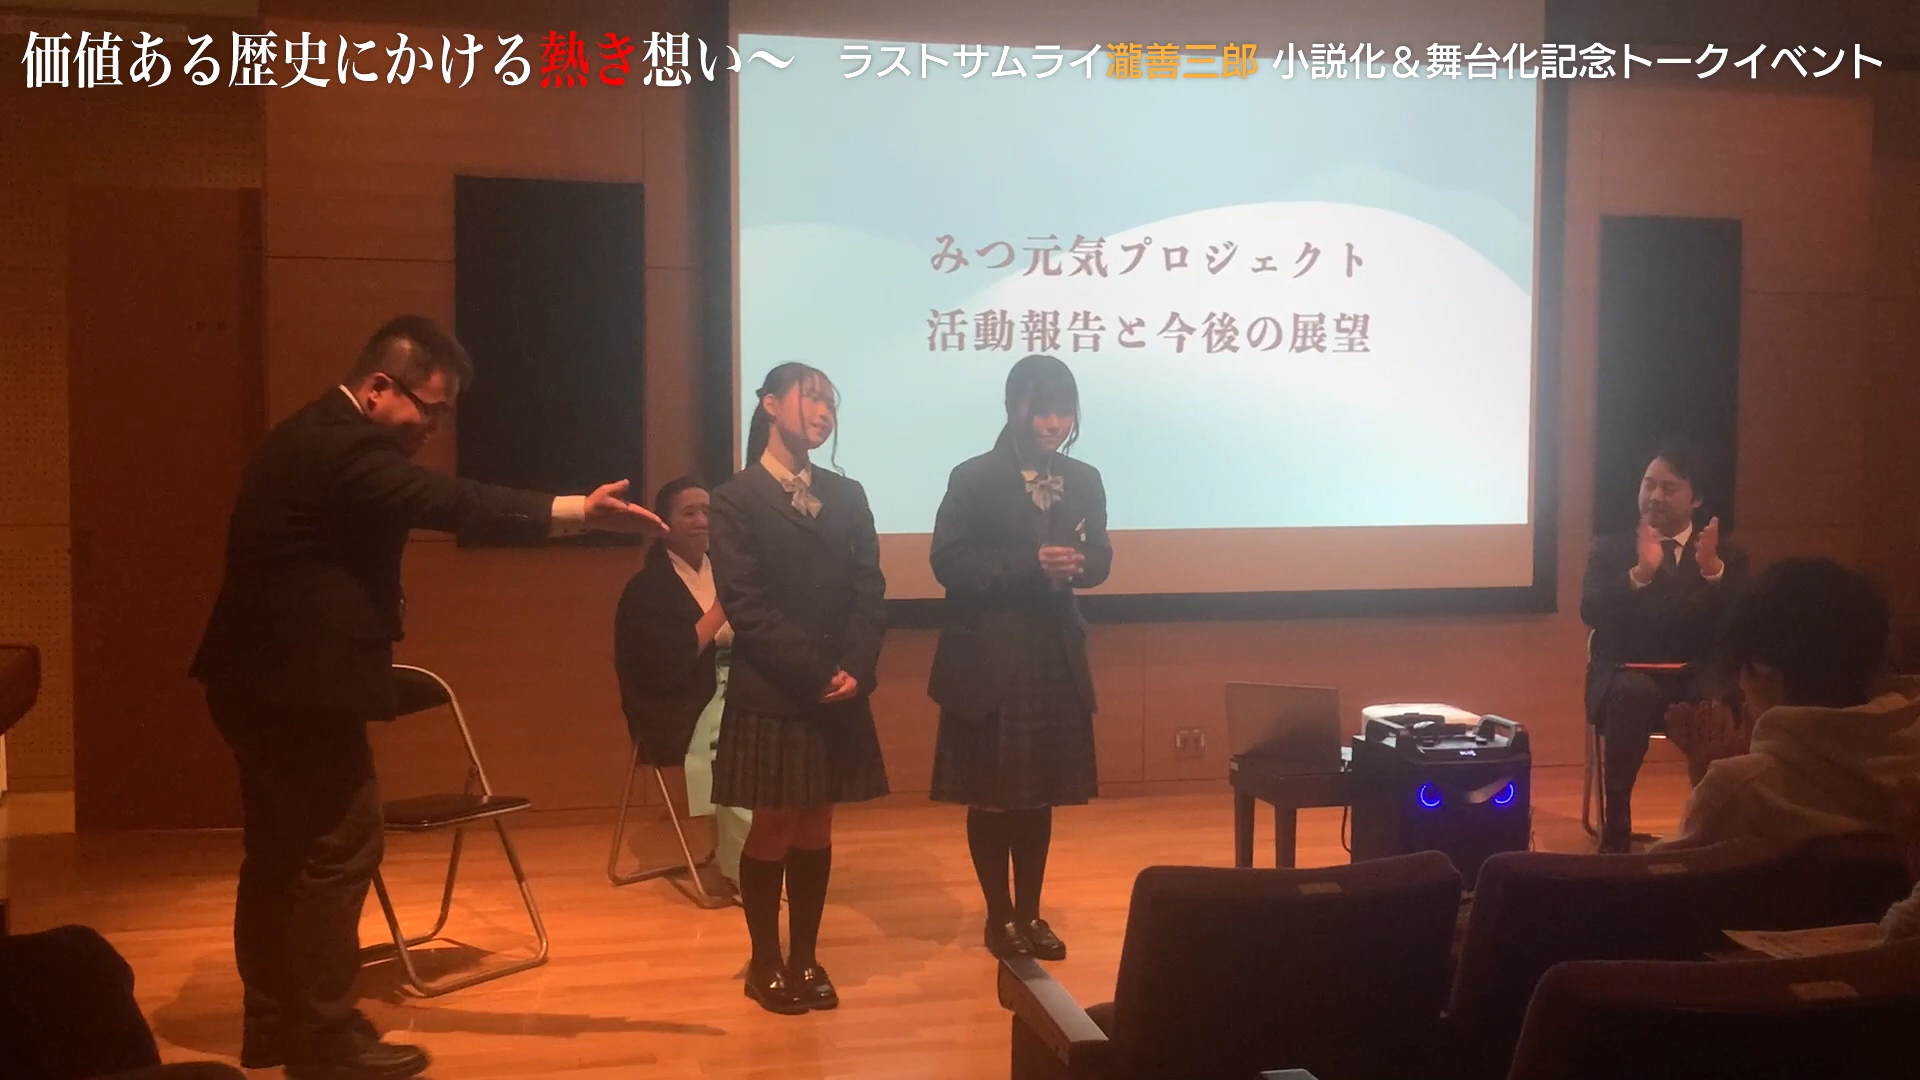 価値ある歴史にかける熱き想い～ ラストサムライ瀧善三郎 小説化＆舞台化記念トークイベント
みつ元気プロジェクト
活動報告と今後の展望